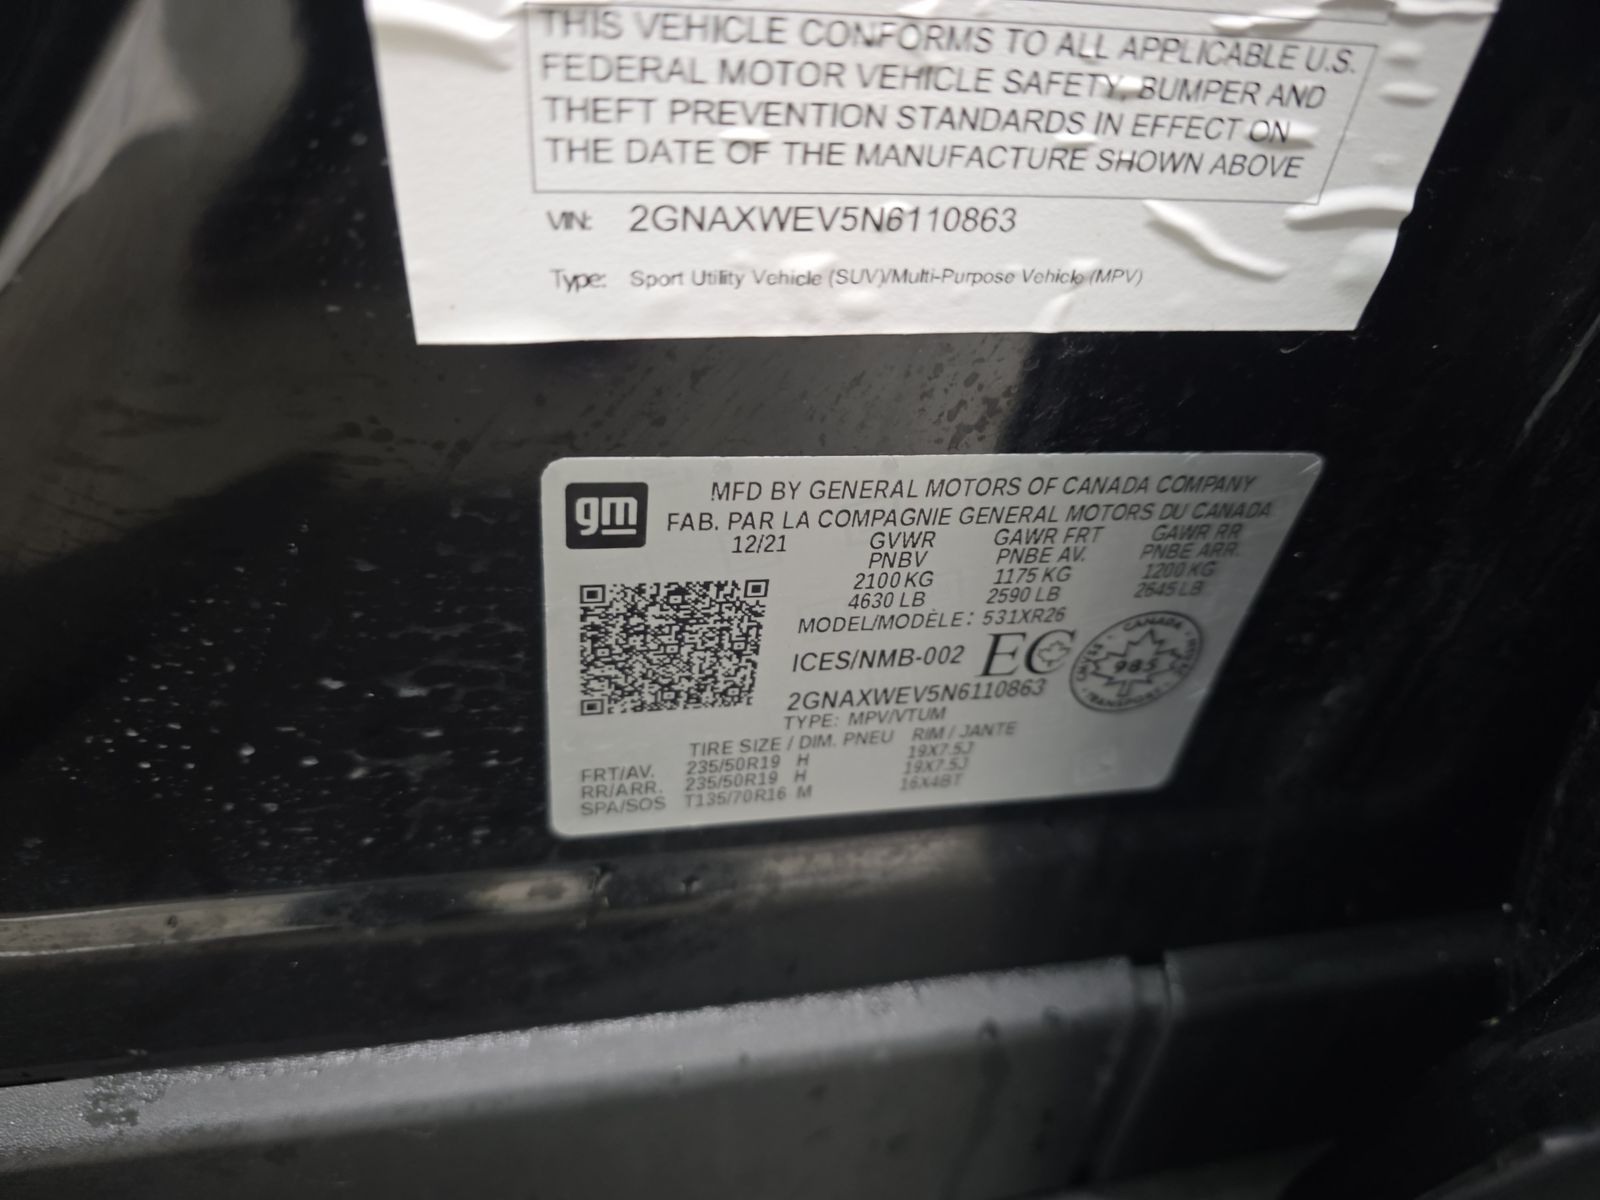 THIS VEHICLE CONFORMS TO ALL APPLICABLE U.S.
FEDERAL MOTOR VEHICLE SAFETY, BUMPER AND
THEFT PREVENTION STANDARDS IN EFFECT ON
THE DATE OF THE MANUFACTURE SHOWN ABOVE
VIN: 2GNAXWEV5N6110863
Type: Sport Utility Vehicle (SUV)/Multi-Purpose Vehicle (MPV)
gm
MFD BY GENERAL MOTORS OF CANADA COMPANY
FAB. PAR LA COMPAGNIE GENERAL MOTORS DU CANADA
12/21 GVWR GAWR FRT GAWR RR
PNBV PNBE AV. PNBE ARR.
2100 KG 1175 KG 1200 KG
4630 LB 2590 LB 2645 LB
MODEL/MODÈLE: 531XR26
ICES/NMB-002 EC
CANADA
985
TRANSPORT
2GNAXWEV5N6110863
TYPE: MPV/VTUM
TIRE SIZE / DIM. PNEU RIM / JANTE
FRT/AV. 235/50R19 H 19X7.5J
RR/ARR. 235/50R19 H 19X7.5J
SPA/SOS T135/70R16 M 16X4BT